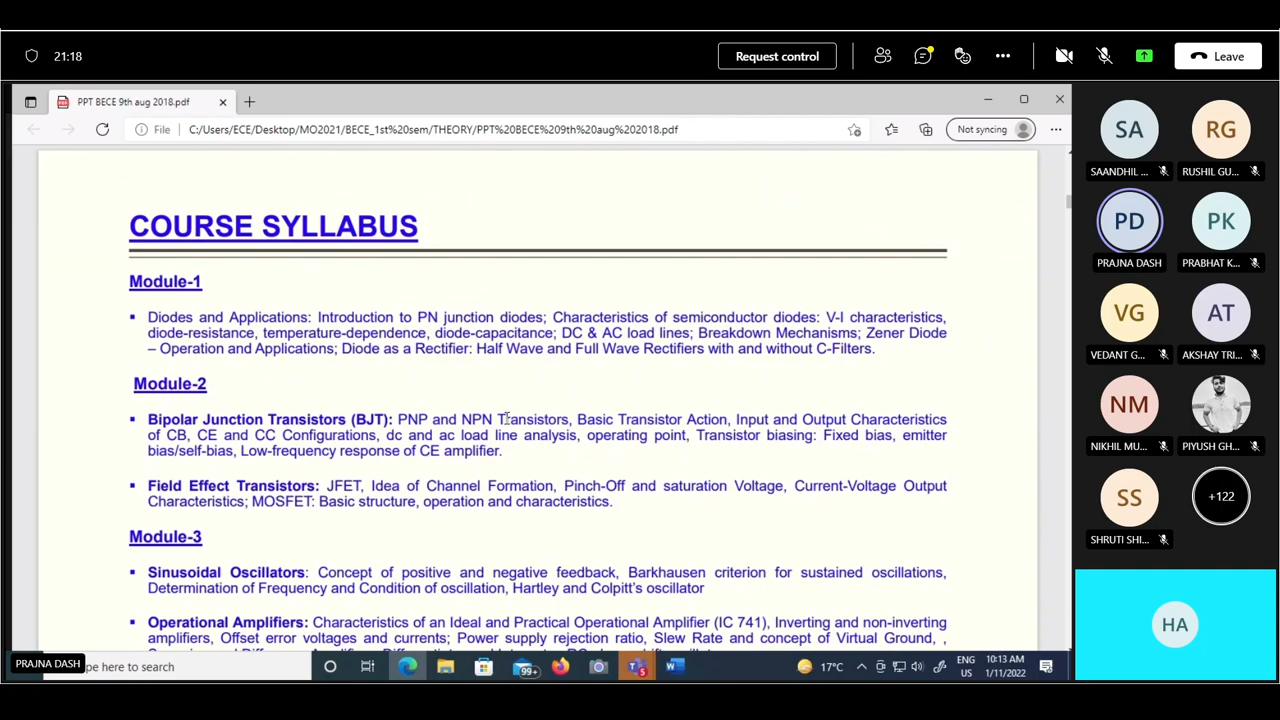 21:18
Request control
Leave
PPT BECE 9th aug 2018.pdf
File
C:/Users/ECE/Desktop/MO2021/BECE_1st%20sem/THEORY/PPT%20BECE%209th%20aug%202018.pdf
Not syncing
COURSE SYLLABUS
Module-1
Diodes and Applications: Introduction to PN junction diodes; Characteristics of semiconductor diodes: V-I characteristics,
diode-resistance, temperature-dependence, diode-capacitance; DC & AC load lines; Breakdown Mechanisms; Zener Diode
– Operation and Applications; Diode as a Rectifier: Half Wave and Full Wave Rectifiers with and without C-Filters.
Module-2
Bipolar Junction Transistors (BJT): PNP and NPN Transistors, Basic Transistor Action, Input and Output Characteristics
of CB, CE and CC Configurations, dc and ac load line analysis, operating point, Transistor biasing: Fixed bias, emitter
bias/self-bias, Low-frequency response of CE amplifier.
Field Effect Transistors: JFET, Idea of Channel Formation, Pinch-Off and saturation Voltage, Current-Voltage Output
Characteristics; MOSFET: Basic structure, operation and characteristics.
Module-3
Sinusoidal Oscillators: Concept of positive and negative feedback, Barkhausen criterion for sustained oscillations,
Determination of Frequency and Condition of oscillation, Hartley and Colpitt's oscillator
Operational Amplifiers: Characteristics of an Ideal and Practical Operational Amplifier (IC 741), Inverting and non-inverting
amplifiers, Offset error voltages and currents; Power supply rejection ratio, Slew Rate and concept of Virtual Ground, ,
PRAJNA DASH
pe here to search
99+
5
17°C
ENG
US
10:13 AM
1/11/2022
SA
SAANDHIL ...
RG
RUSHIL GU...
PD
PRAJNA DASH
PK
PRABHAT K...
VG
VEDANT G...
AT
AKSHAY TRI...
NM
NIKHIL MU...
PIYUSH GH...
SS
SHRUTI SHI...
+122
HA